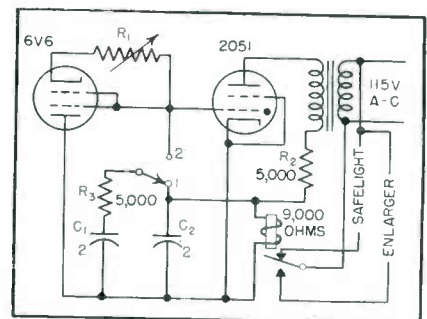 6V6
R1
2051
115V
A-C
2
1
R2
5,000
R3
5,000
9,000
OHMS
C1
2
C2
2
SAFELIGHT
ENLARGER